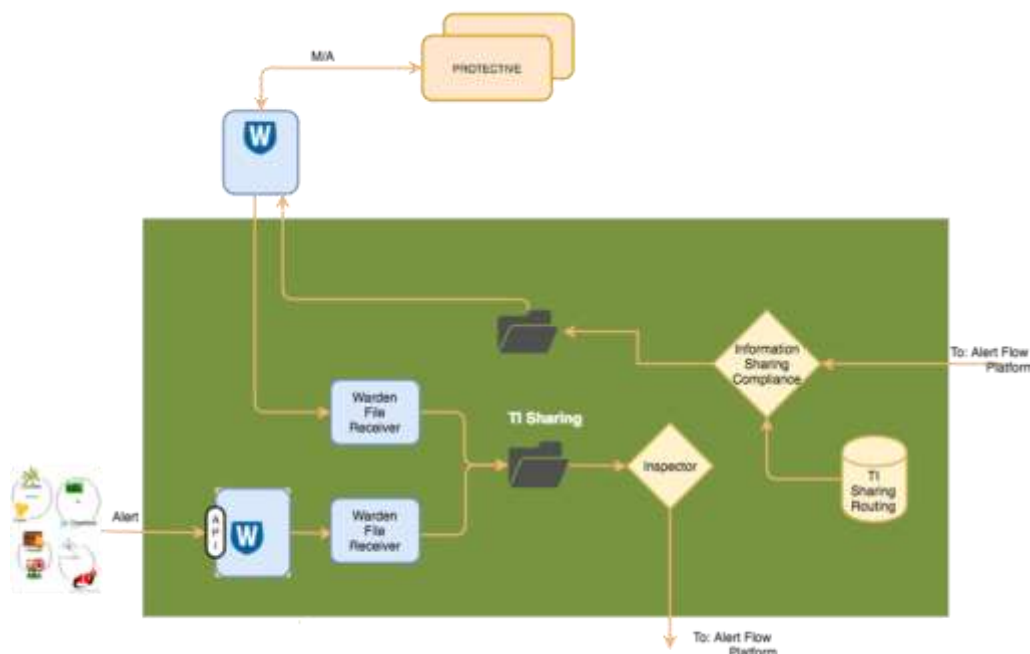 M/A
PROTECTIVE
W
Information
Sharing
Compliance
To: Alert Flow
Platform
Warden
File
Receiver
TI Sharing
Inspector
TI
Sharing
Routing
Alert
A
P
I
W
Warden
File
Receiver
To: Alert Flow
Platform